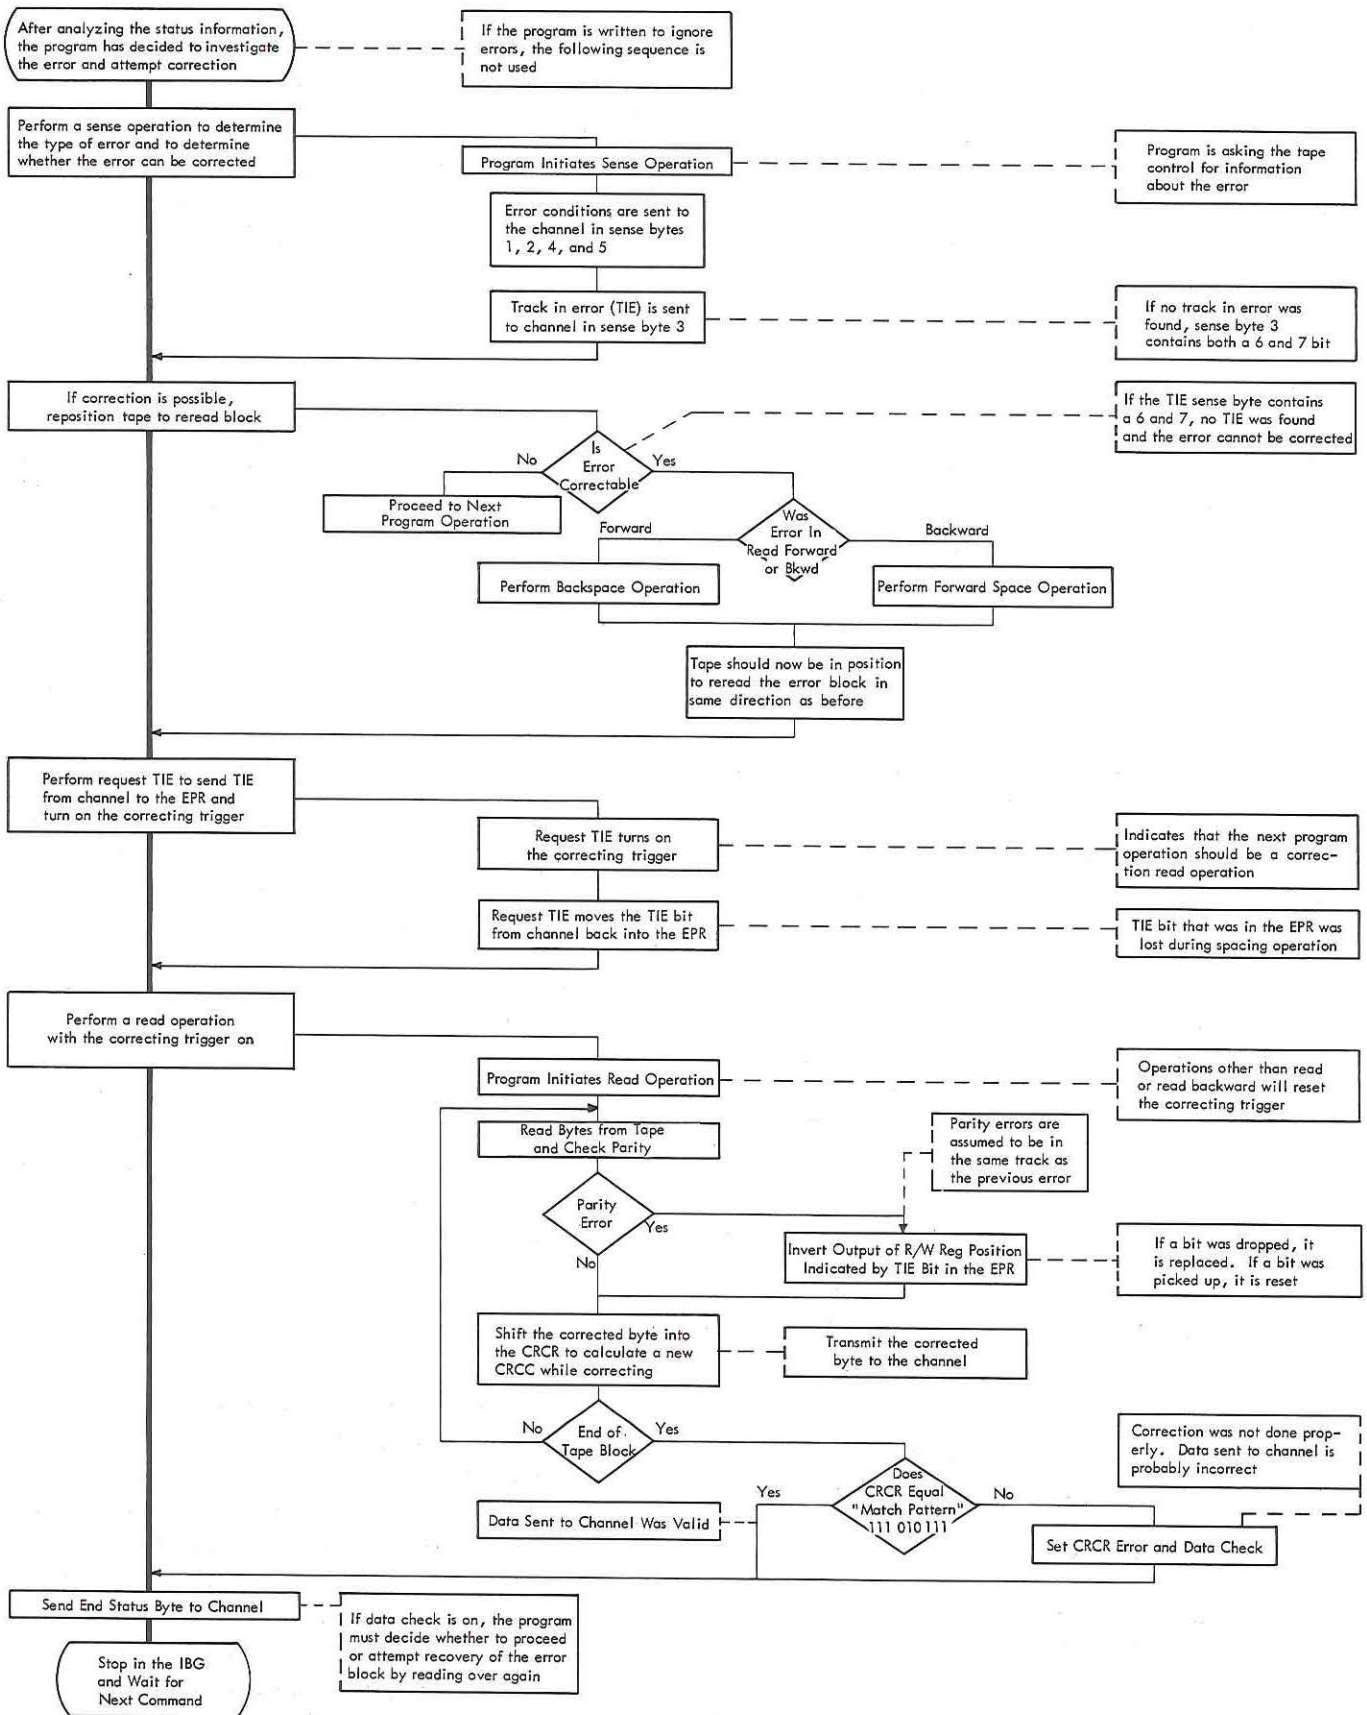 After analyzing the status information,
the program has decided to investigate
the error and attempt correction
If the program is written to ignore
errors, the following sequence is
not used
Perform a sense operation to determine
the type of error and to determine
whether the error can be corrected
Program Initiates Sense Operation
Program is asking the tape
control for information
about the error
Error conditions are sent to
the channel in sense bytes
1, 2, 4, and 5
Track in error (TIE) is sent
to channel in sense byte 3
If no track in error was
found, sense byte 3
contains both a 6 and 7 bit
If correction is possible,
reposition tape to reread block
If the TIE sense byte contains
a 6 and 7, no TIE was found
and the error cannot be corrected
Is
Error
Correctable
No
Yes
Proceed to Next
Program Operation
Was
Error In
Read Forward
or Bkwd
Forward
Backward
Perform Backspace Operation
Perform Forward Space Operation
Tape should now be in position
to reread the error block in
same direction as before
Perform request TIE to send TIE
from channel to the EPR and
turn on the correcting trigger
Request TIE turns on
the correcting trigger
Indicates that the next program
operation should be a correc-
tion read operation
Request TIE moves the TIE bit
from channel back into the EPR
TIE bit that was in the EPR was
lost during spacing operation
Perform a read operation
with the correcting trigger on
Program Initiates Read Operation
Operations other than read
or read backward will reset
the correcting trigger
Read Bytes from Tape
and Check Parity
Parity errors are
assumed to be in
the same track as
the previous error
Parity
Error
Yes
No
Invert Output of R/W Reg Position
Indicated by TIE Bit in the EPR
If a bit was dropped, it
is replaced. If a bit was
picked up, it is reset
Shift the corrected byte into
the CRCR to calculate a new
CRCC while correcting
Transmit the corrected
byte to the channel
End of
Tape Block
No
Yes
Correction was not done prop-
erly. Data sent to channel is
probably incorrect
Does
CRCR Equal
"Match Pattern"
111 010 111
Yes
No
Data Sent to Channel Was Valid
Set CRCR Error and Data Check
Send End Status Byte to Channel
If data check is on, the program
must decide whether to proceed
or attempt recovery of the error
block by reading over again
Stop in the IBG
and Wait for
Next Command